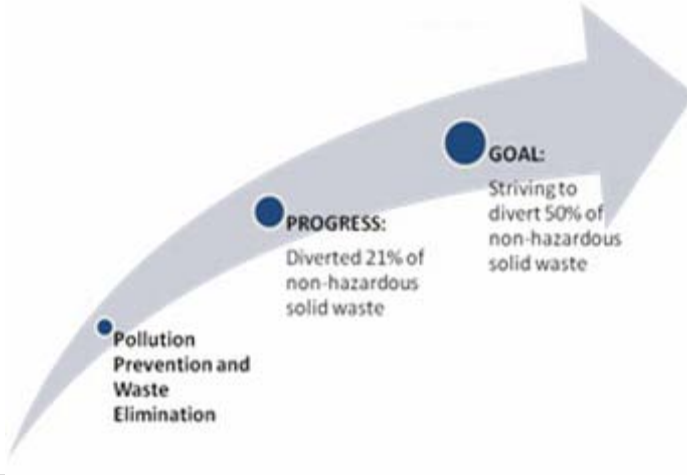 GOAL:
Striving to
divert 50% of
non-hazardous
solid waste
PROGRESS:
Diverted 21% of
non-hazardous
solid waste
Pollution
Prevention and
Waste
Elimination